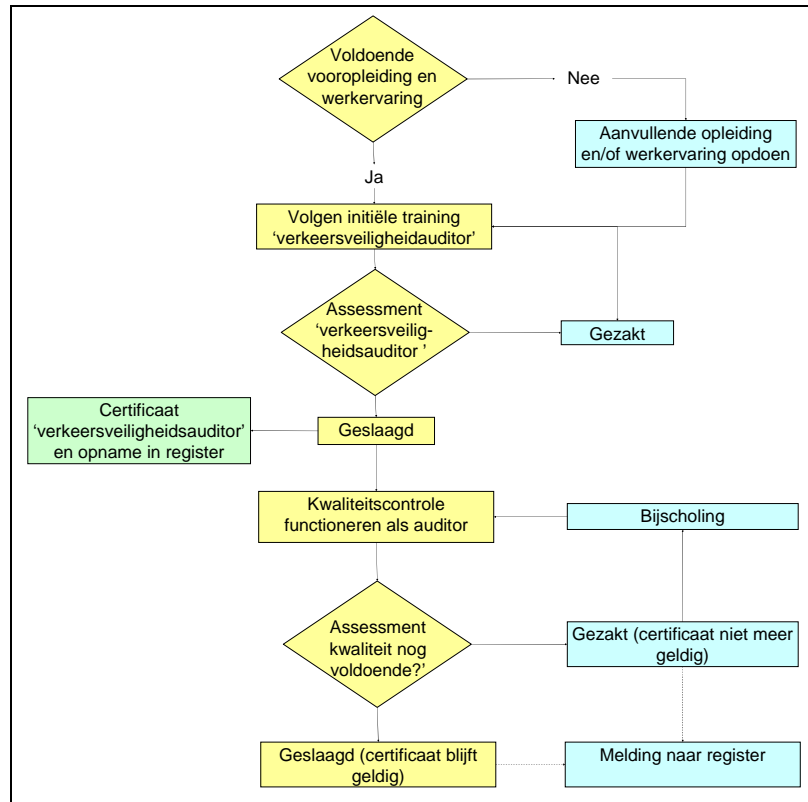 Voldoende
vooropleiding en
werkervaring
Nee
Aanvullende opleiding
en/of werkervaring opdoen
Ja
Volgen initiële training
‘verkeersveiligheidauditor’
Assessment
‘verkeersveilig-
heidsauditor ’
Gezakt
Certificaat
‘verkeersveiligheidsauditor’
en opname in register
Geslaagd
Kwaliteitscontrole
functioneren als auditor
Bijscholing
Assessment
kwaliteit nog
voldoende?’
Gezakt (certificaat niet meer
geldig)
Geslaagd (certificaat blijft
geldig)
Melding naar register